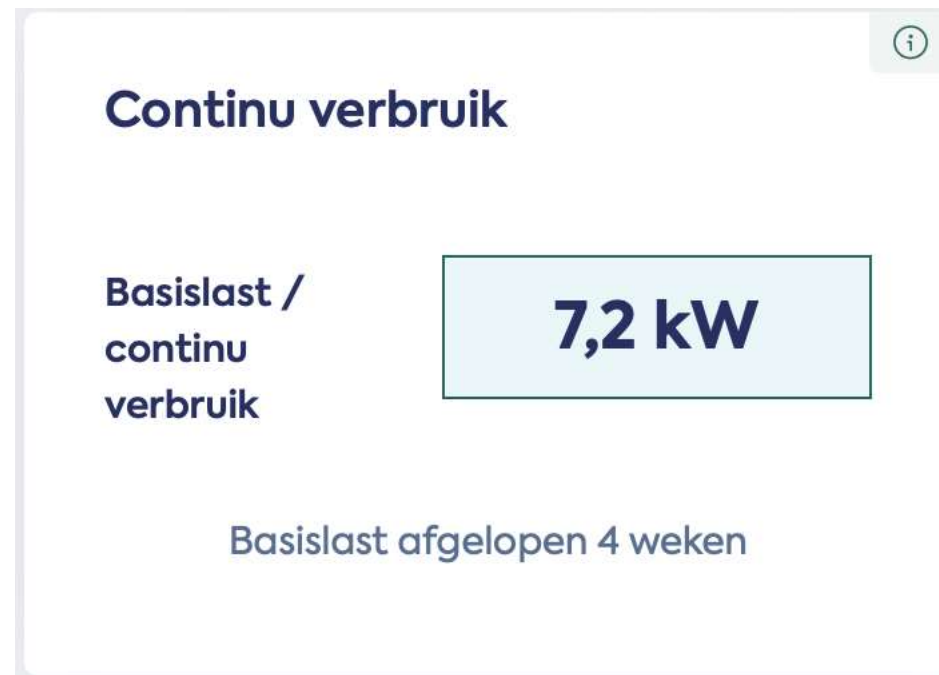 Continu verbruik
Basislast /
continu
verbruik
7,2 kW
Basislast afgelopen 4 weken